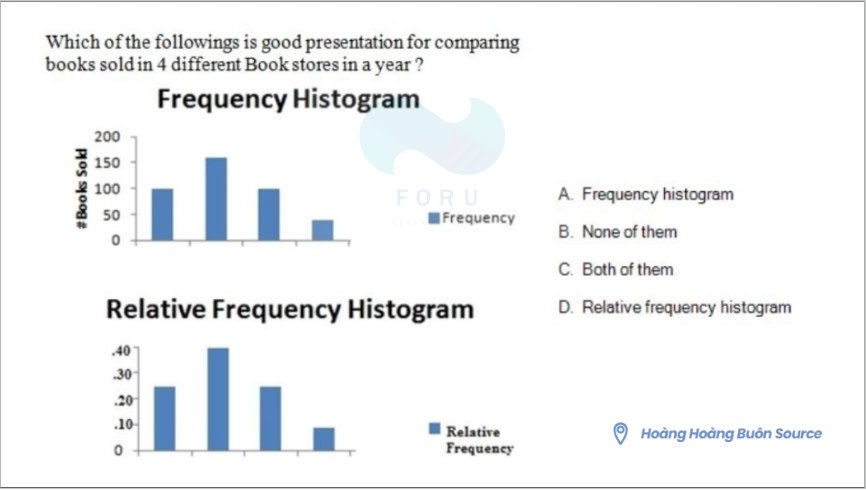 Which of the followings is good presentation for comparing
books sold in 4 different Book stores in a year ?
Frequency Histogram
#Books Sold
200
150
100
50
0
Frequency
FORU
Relative Frequency Histogram
.40
.30
.20
.10
0
Relative
Frequency
A. Frequency histogram
B. None of them
C. Both of them
D. Relative frequency histogram
Hoàng Hoàng Buôn Source